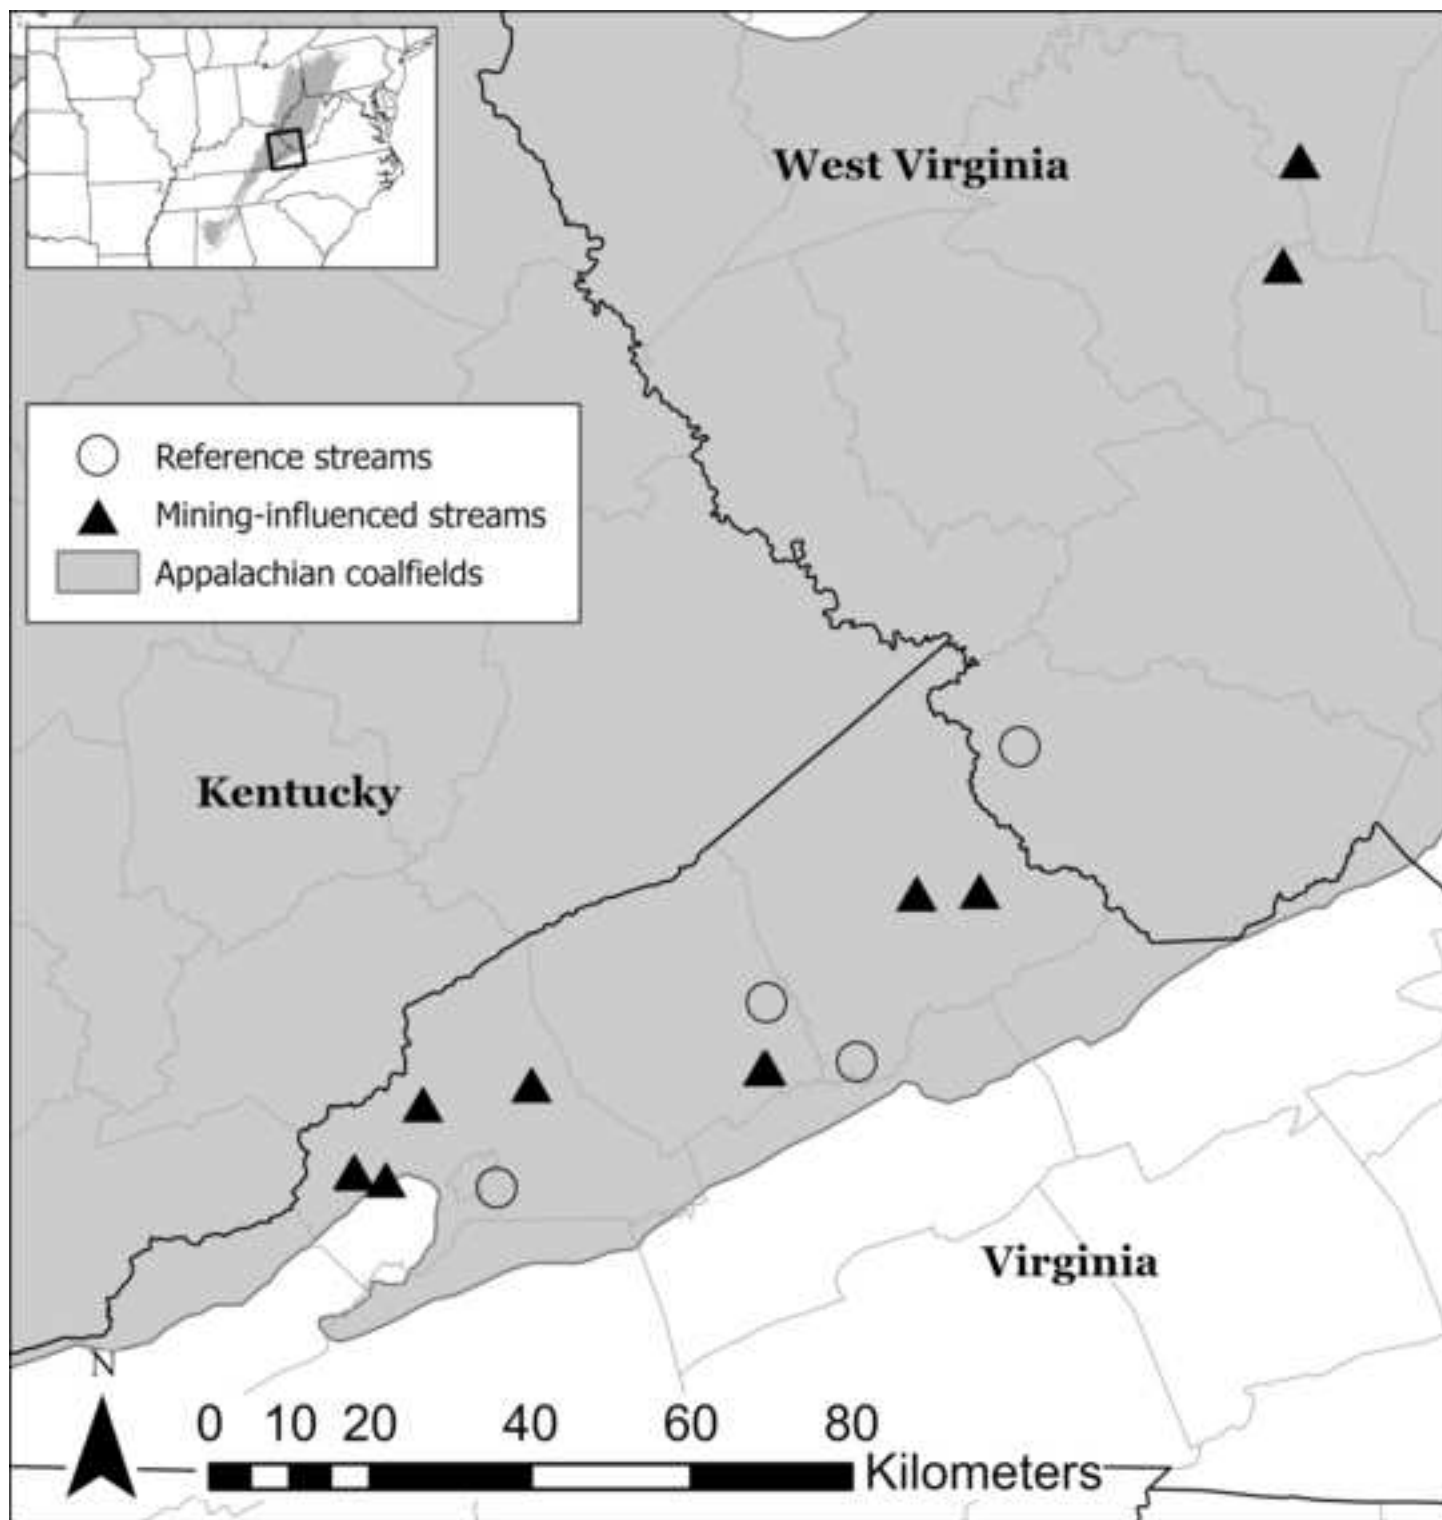 West Virginia
Reference streams
Mining-influenced streams
Appalachian coalfields
Kentucky
Virginia
N
0 10 20 40 60 80
Kilometers